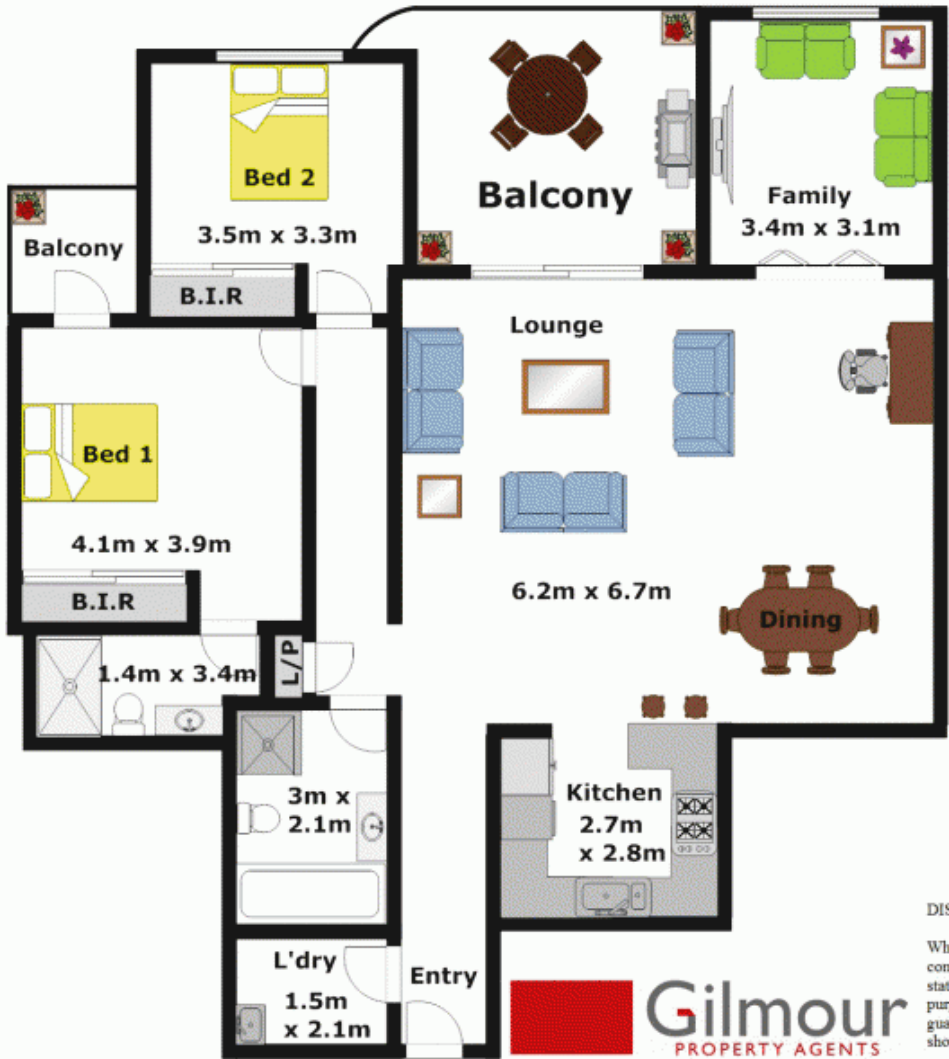 Bed 2
3.5m x 3.3m
B.I.R
Balcony
Balcony
Family
3.4m x 3.1m
Lounge
6.2m x 6.7m
Bed 1
4.1m x 3.9m
B.I.R
Dining
1.4m x 3.4m
L/P
3m x
2.1m
Kitchen
2.7m
x 2.8m
L'dry
1.5m
x 2.1m
Entry
Gilmour
PROPERTY AGENTS